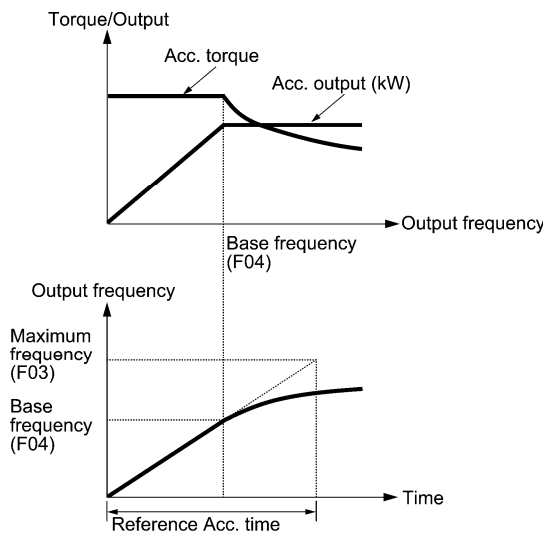 Torque/Output
Acc. torque
Acc. output (kW)
Output frequency
Base frequency
(F04)
Output frequency
Maximum
frequency
(F03)
Base
frequency
(F04)
Time
Reference Acc. time